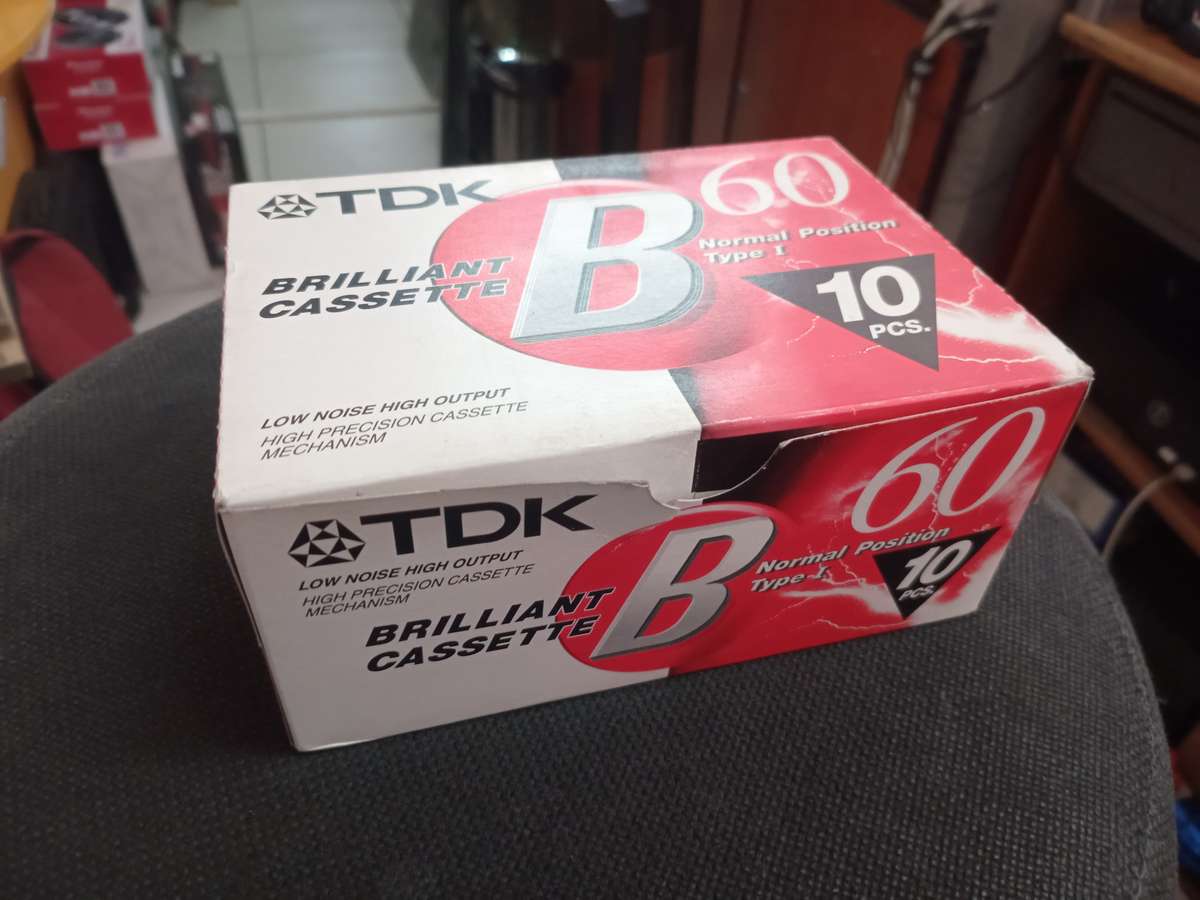 TDK
BRILLIANT
CASSETTE
B
60
Normal Position
Type I
10
PCS.
LOW NOISE HIGH OUTPUT
HIGH PRECISION CASSETTE
MECHANISM
TDK
LOW NOISE HIGH OUTPUT
HIGH PRECISION CASSETTE
MECHANISM
BRILLIANT
CASSETTE
B
60
Normal Position
Type I
10
PCS.